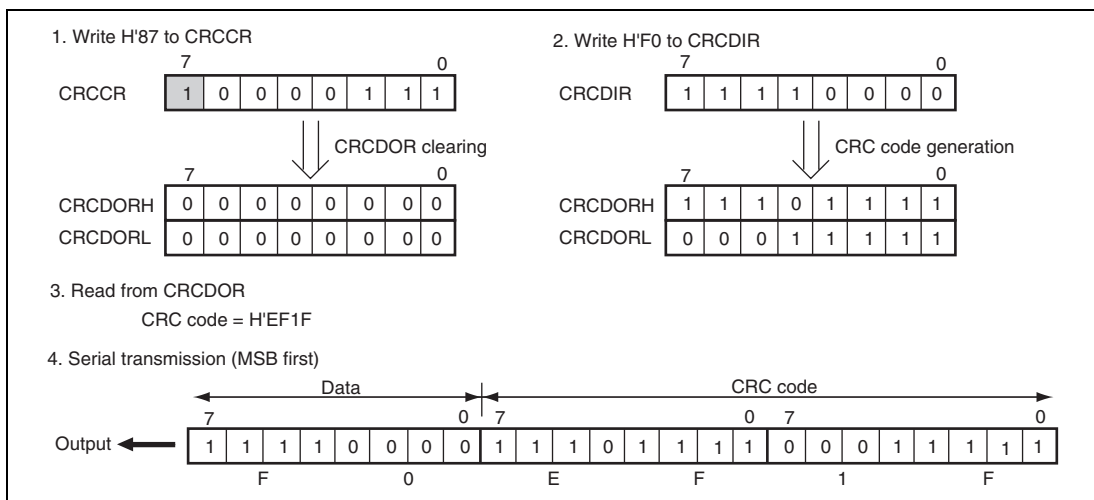 1. Write H'87 to CRCCR
7 0
CRCCR 1 0 0 0 0 1 1 1
CRCDOR clearing
7 0
CRCDORH 0 0 0 0 0 0 0 0
CRCDORL 0 0 0 0 0 0 0 0
2. Write H'F0 to CRCDIR
7 0
CRCDIR 1 1 1 1 0 0 0 0
CRC code generation
7 0
CRCDORH 1 1 1 0 1 1 1 1
CRCDORL 0 0 0 1 1 1 1 1
3. Read from CRCDOR
CRC code = H'EF1F
4. Serial transmission (MSB first)
Data CRC code
7 0 7 0 7 0
Output 1 1 1 1 0 0 0 0 1 1 1 0 1 1 1 1 0 0 0 1 1 1 1 1
F 0 E F 1 F